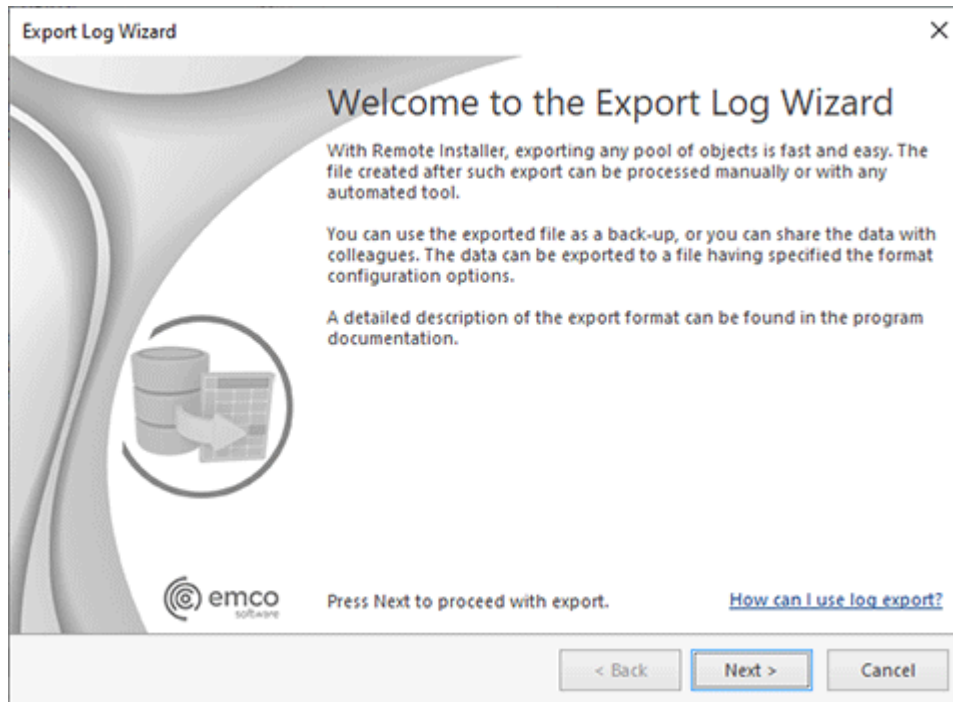 Export Log Wizard
Welcome to the Export Log Wizard
With Remote Installer, exporting any pool of objects is fast and easy. The
file created after such export can be processed manually or with any
automated tool.
You can use the exported file as a back-up, or you can share the data with
colleagues. The data can be exported to a file having specified the format
configuration options.
A detailed description of the export format can be found in the program
documentation.
emco
software
Press Next to proceed with export.
How can I use log export?
< Back
Next >
Cancel